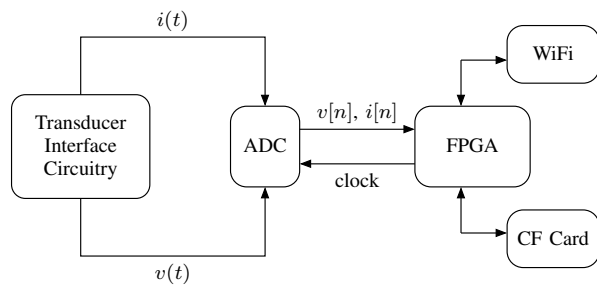 i(t)
WiFi
v[n], i[n]
Transducer
Interface
Circuitry
ADC
FPGA
clock
CF Card
v(t)